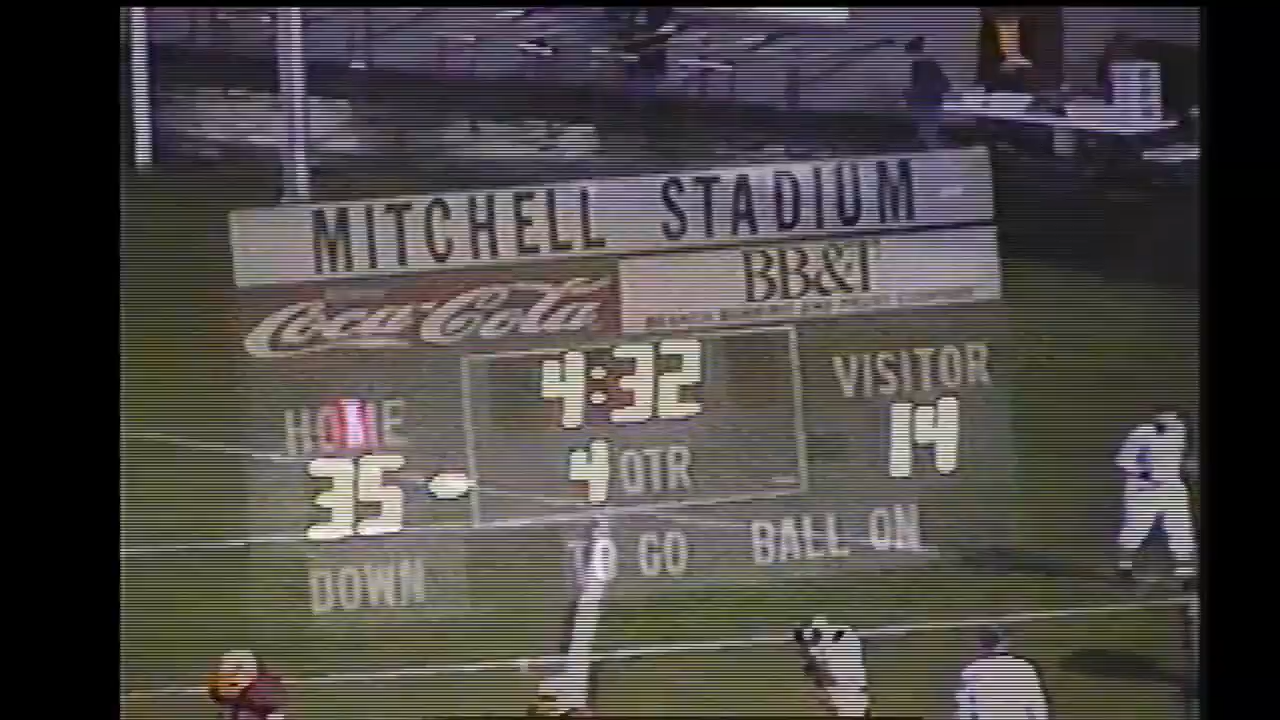 MITCHELL STADIUM
Coca-Cola BB&T
4:32
HOME VISITOR
35 4 QTR 14
DOWN TO GO BALL ON